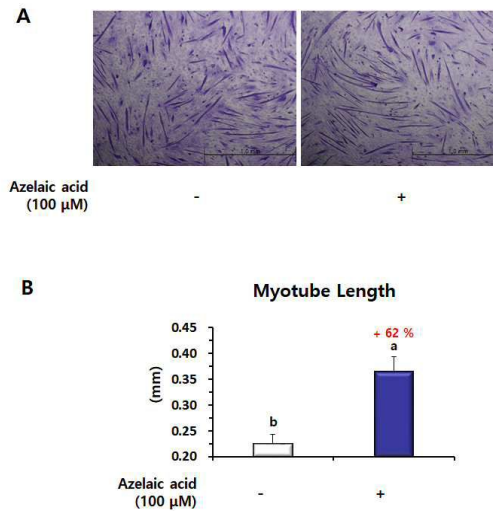 A
Azelaic acid
(100 μM)
-
+
B
Myotube Length
+ 62 %
a
b
0.45
0.40
0.35
0.30
0.25
0.20
(mm)
Azelaic acid
(100 μM)
-
+